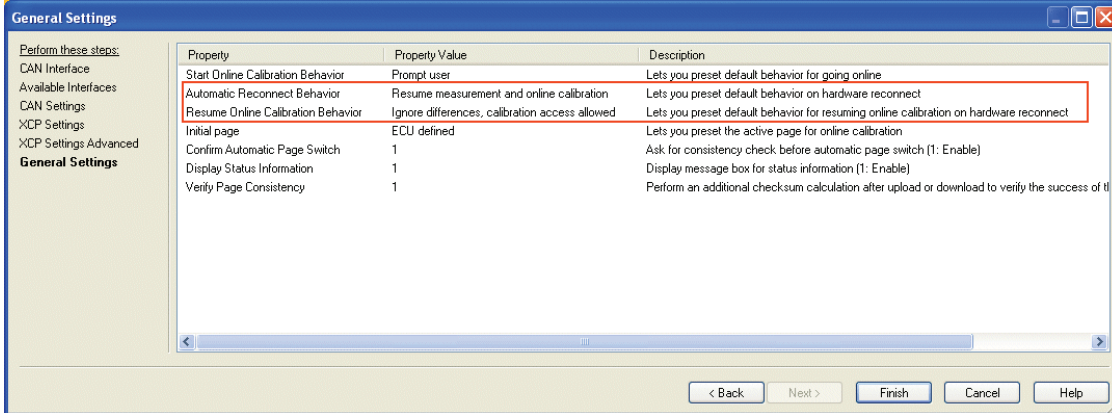 General Settings
Perform these steps:
CAN Interface
Available Interfaces
CAN Settings
XCP Settings
XCP Settings Advanced
General Settings
Property Property Value Description
Start Online Calibration Behavior Prompt user Lets you preset default behavior for going online
Automatic Reconnect Behavior Resume measurement and online calibration Lets you preset default behavior on hardware reconnect
Resume Online Calibration Behavior Ignore differences, calibration access allowed Lets you preset default behavior for resuming online calibration on hardware reconnect
Initial page ECU defined Lets you preset the active page for online calibration
Confirm Automatic Page Switch 1 Ask for consistency check before automatic page switch (1: Enable)
Display Status Information 1 Display message box for status information (1: Enable)
Verify Page Consistency 1 Perform an additional checksum calculation after upload or download to verify the success of
< Back Next > Finish Cancel Help